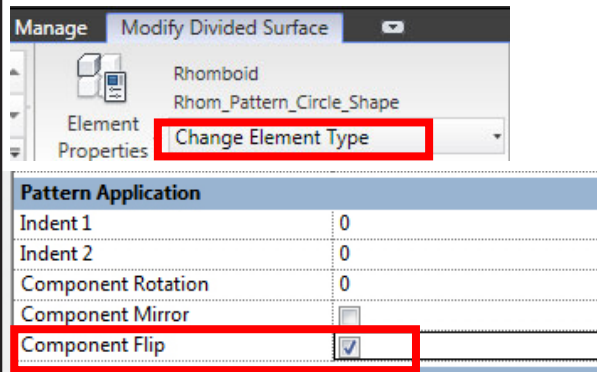 Manage Modify Divided Surface
Rhomboid
Rhom_Pattern_Circle_Shape
Element
Properties
Change Element Type
Pattern Application
Indent 1 0
Indent 2 0
Component Rotation 0
Component Mirror
Component Flip